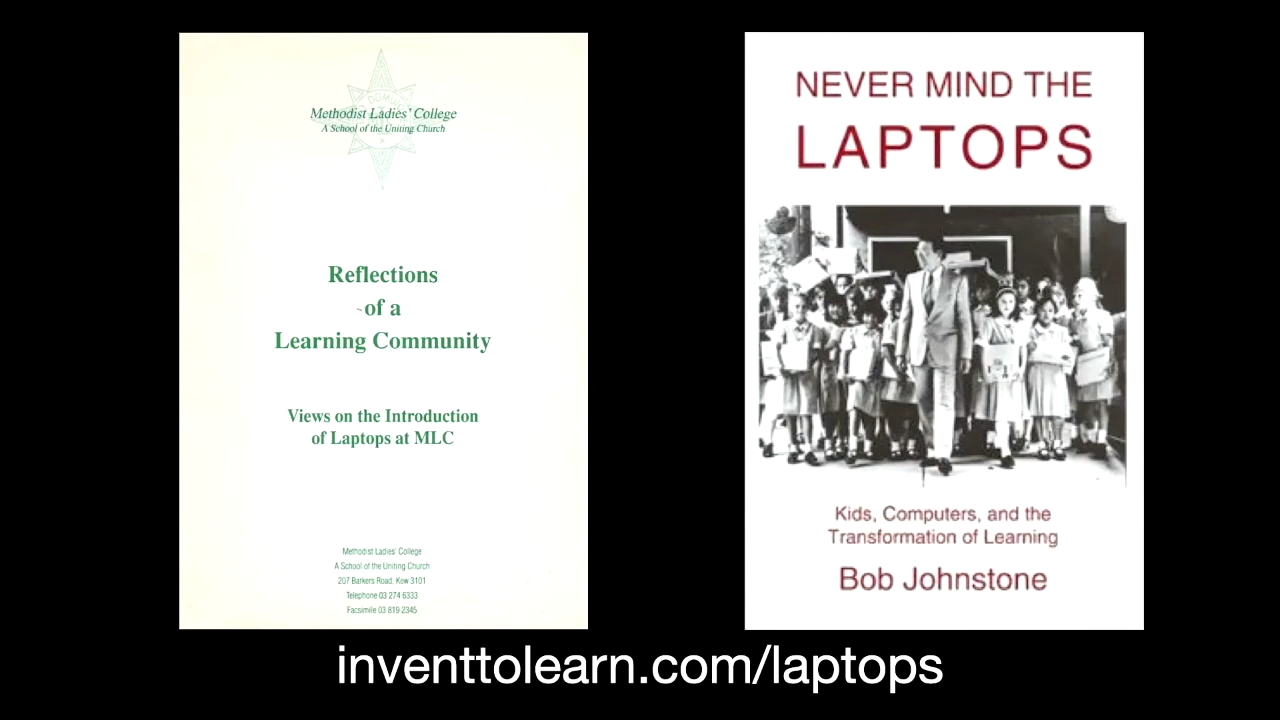 Methodist Ladies' College
A School of the Uniting Church
Reflections
of a
Learning Community
Views on the Introduction
of Laptops at MLC
Methodist Ladies' College
A School of the Uniting Church
207 Barkers Road, Kew 3101
Telephone 03 274 6333
Facsimile 03 819 2345
NEVER MIND THE
LAPTOPS
Kids, Computers, and the
Transformation of Learning
Bob Johnstone
inventtolearn.com/laptops